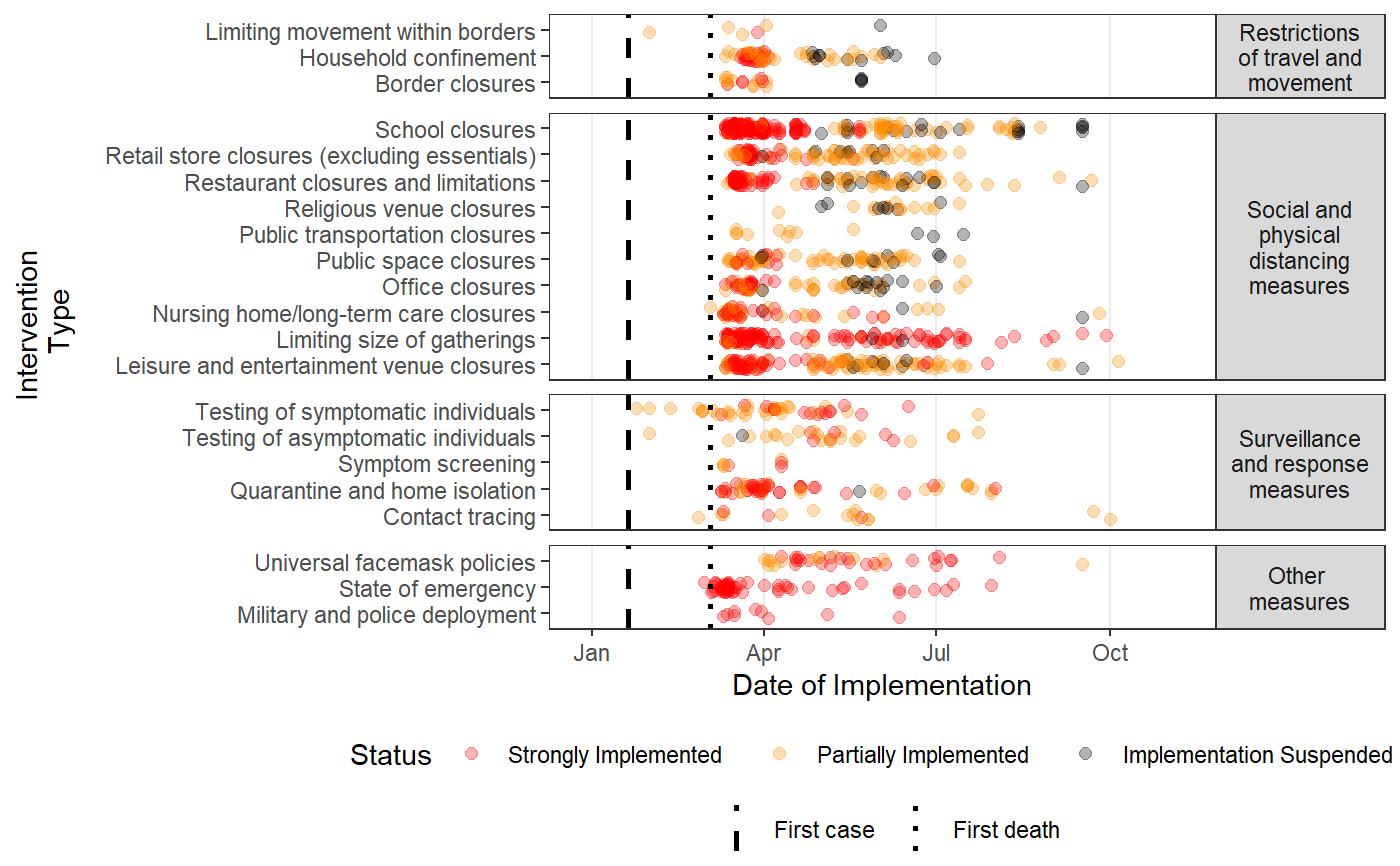 Limiting movement within borders
Household confinement
Border closures
Restrictions
of travel and
movement
School closures
Retail store closures (excluding essentials)
Restaurant closures and limitations
Religious venue closures
Public transportation closures
Public space closures
Office closures
Nursing home/long-term care closures
Limiting size of gatherings
Leisure and entertainment venue closures
Social and
physical
distancing
measures
Intervention
Type
Testing of symptomatic individuals
Testing of asymptomatic individuals
Symptom screening
Quarantine and home isolation
Contact tracing
Surveillance
and response
measures
Universal facemask policies
State of emergency
Military and police deployment
Other
measures
Jan Apr Jul Oct
Date of Implementation
Status Strongly Implemented Partially Implemented Implementation Suspended
First case First death